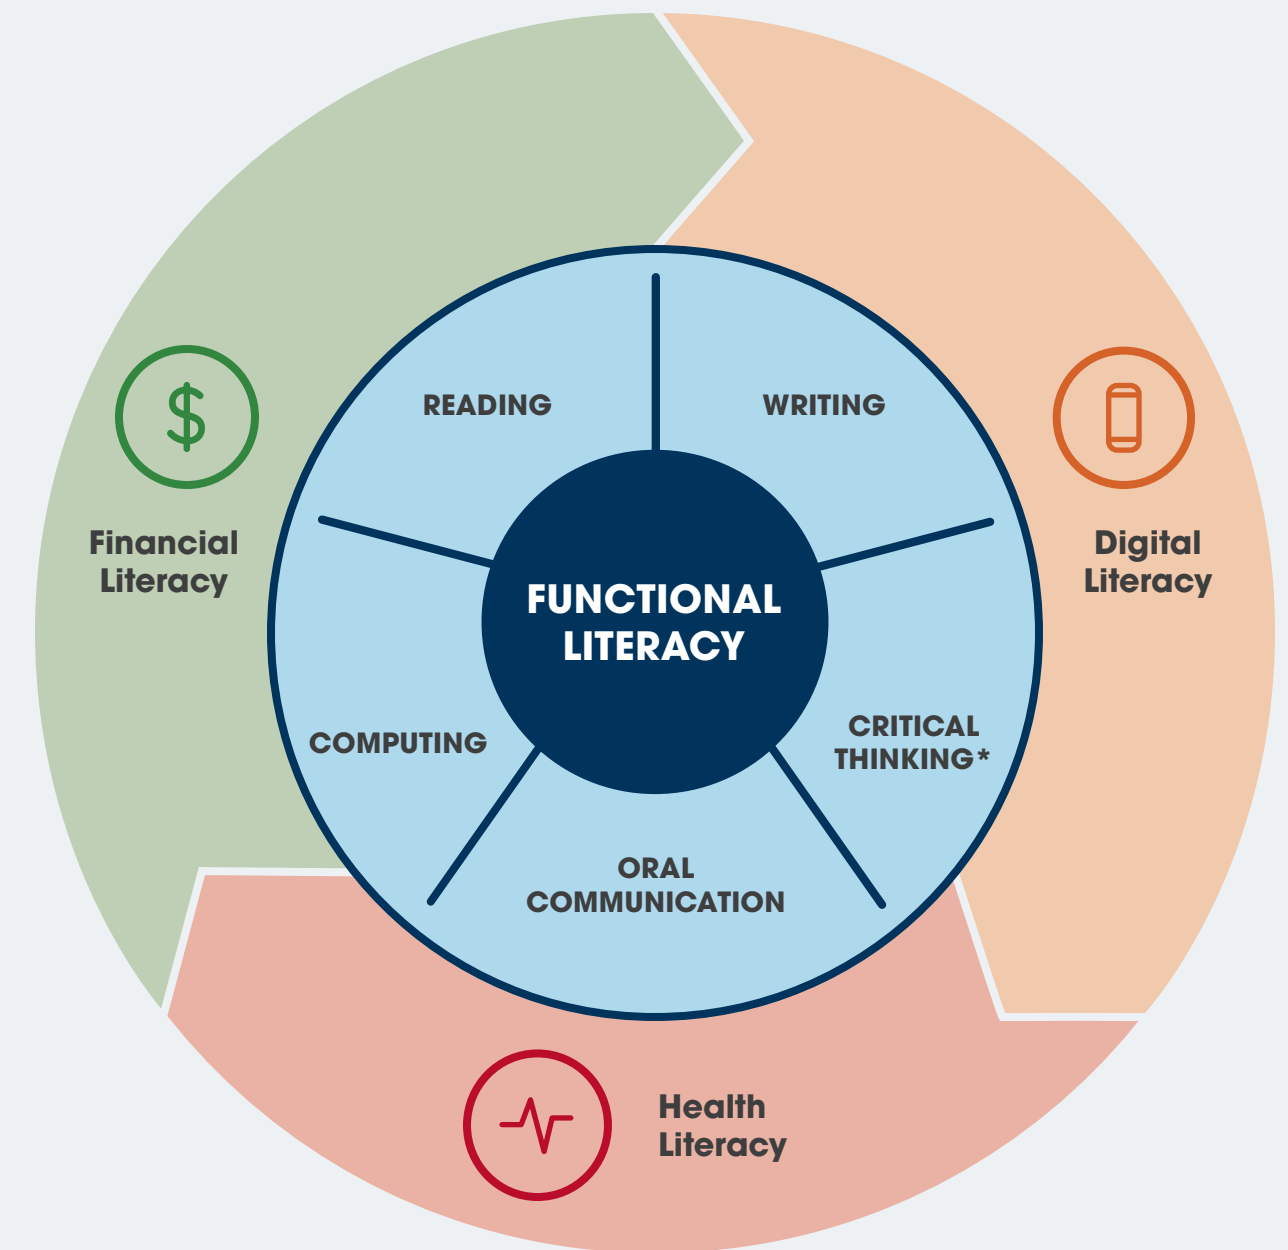 READING
WRITING
Financial
Literacy
Digital
Literacy
FUNCTIONAL
LITERACY
COMPUTING
CRITICAL
THINKING*
ORAL
COMMUNICATION
Health
Literacy